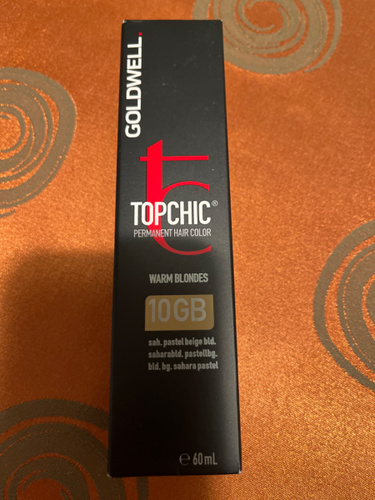 GOLDWELL.
tc
TOPCHIC®
PERMANENT HAIR COLOR
WARM BLONDES
10GB
sah. pastel beige bld.
saharabld. pastellbg.
bld. bg. sahara pastel
℮ 60 mL